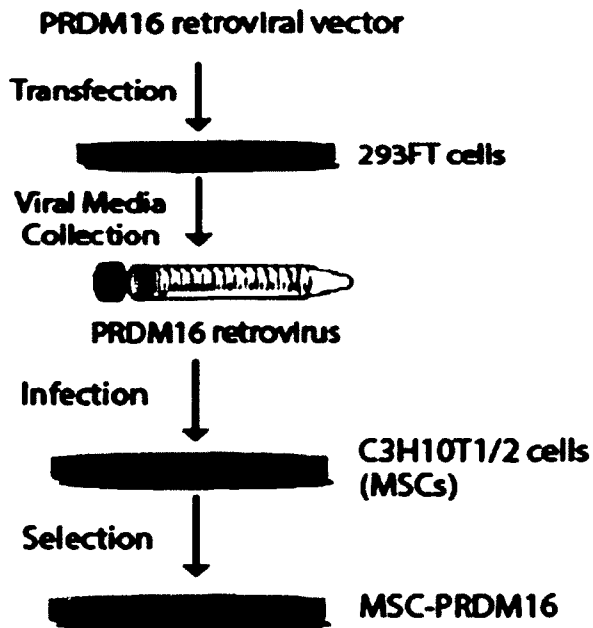 PRDM16 retroviral vector
Transfection
293FT cells
Viral Media
Collection
PRDM16 retrovirus
Infection
C3H10T1/2 cells
(MSCs)
Selection
MSC-PRDM16